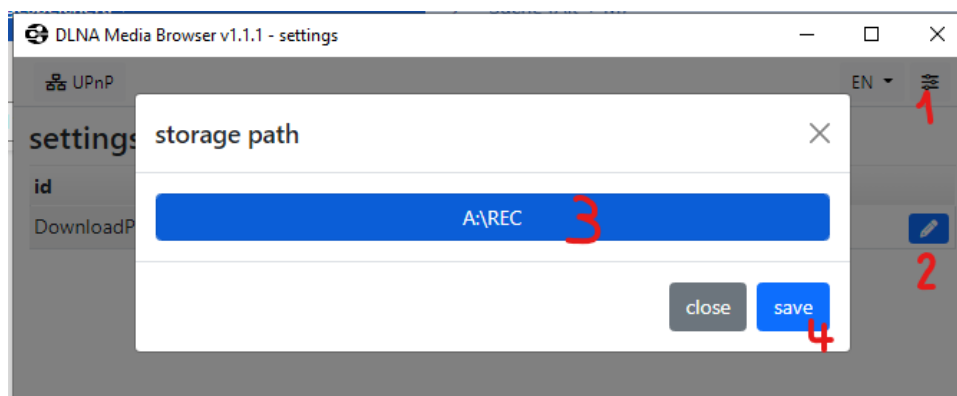 DLNA Media Browser v1.1.1 - settings
UPnP
EN
1
settings
storage path
id
A:\REC
3
DownloadP
2
close
save
4